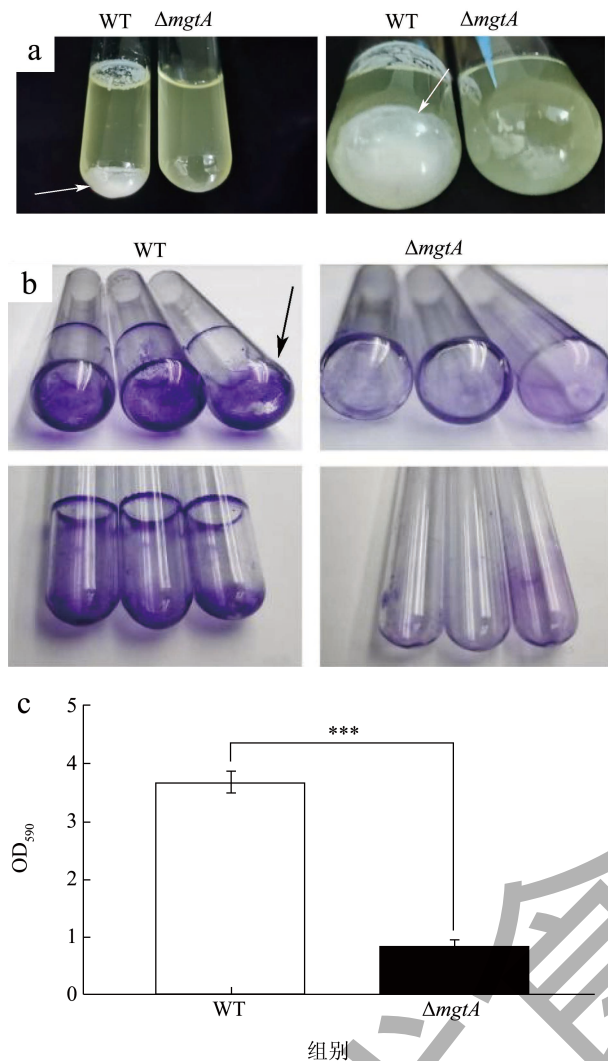 a
WT ΔmgtA
WT ΔmgtA
b
WT
ΔmgtA
c
OD590
5
4
3
2
1
0
***
WT
ΔmgtA
组别